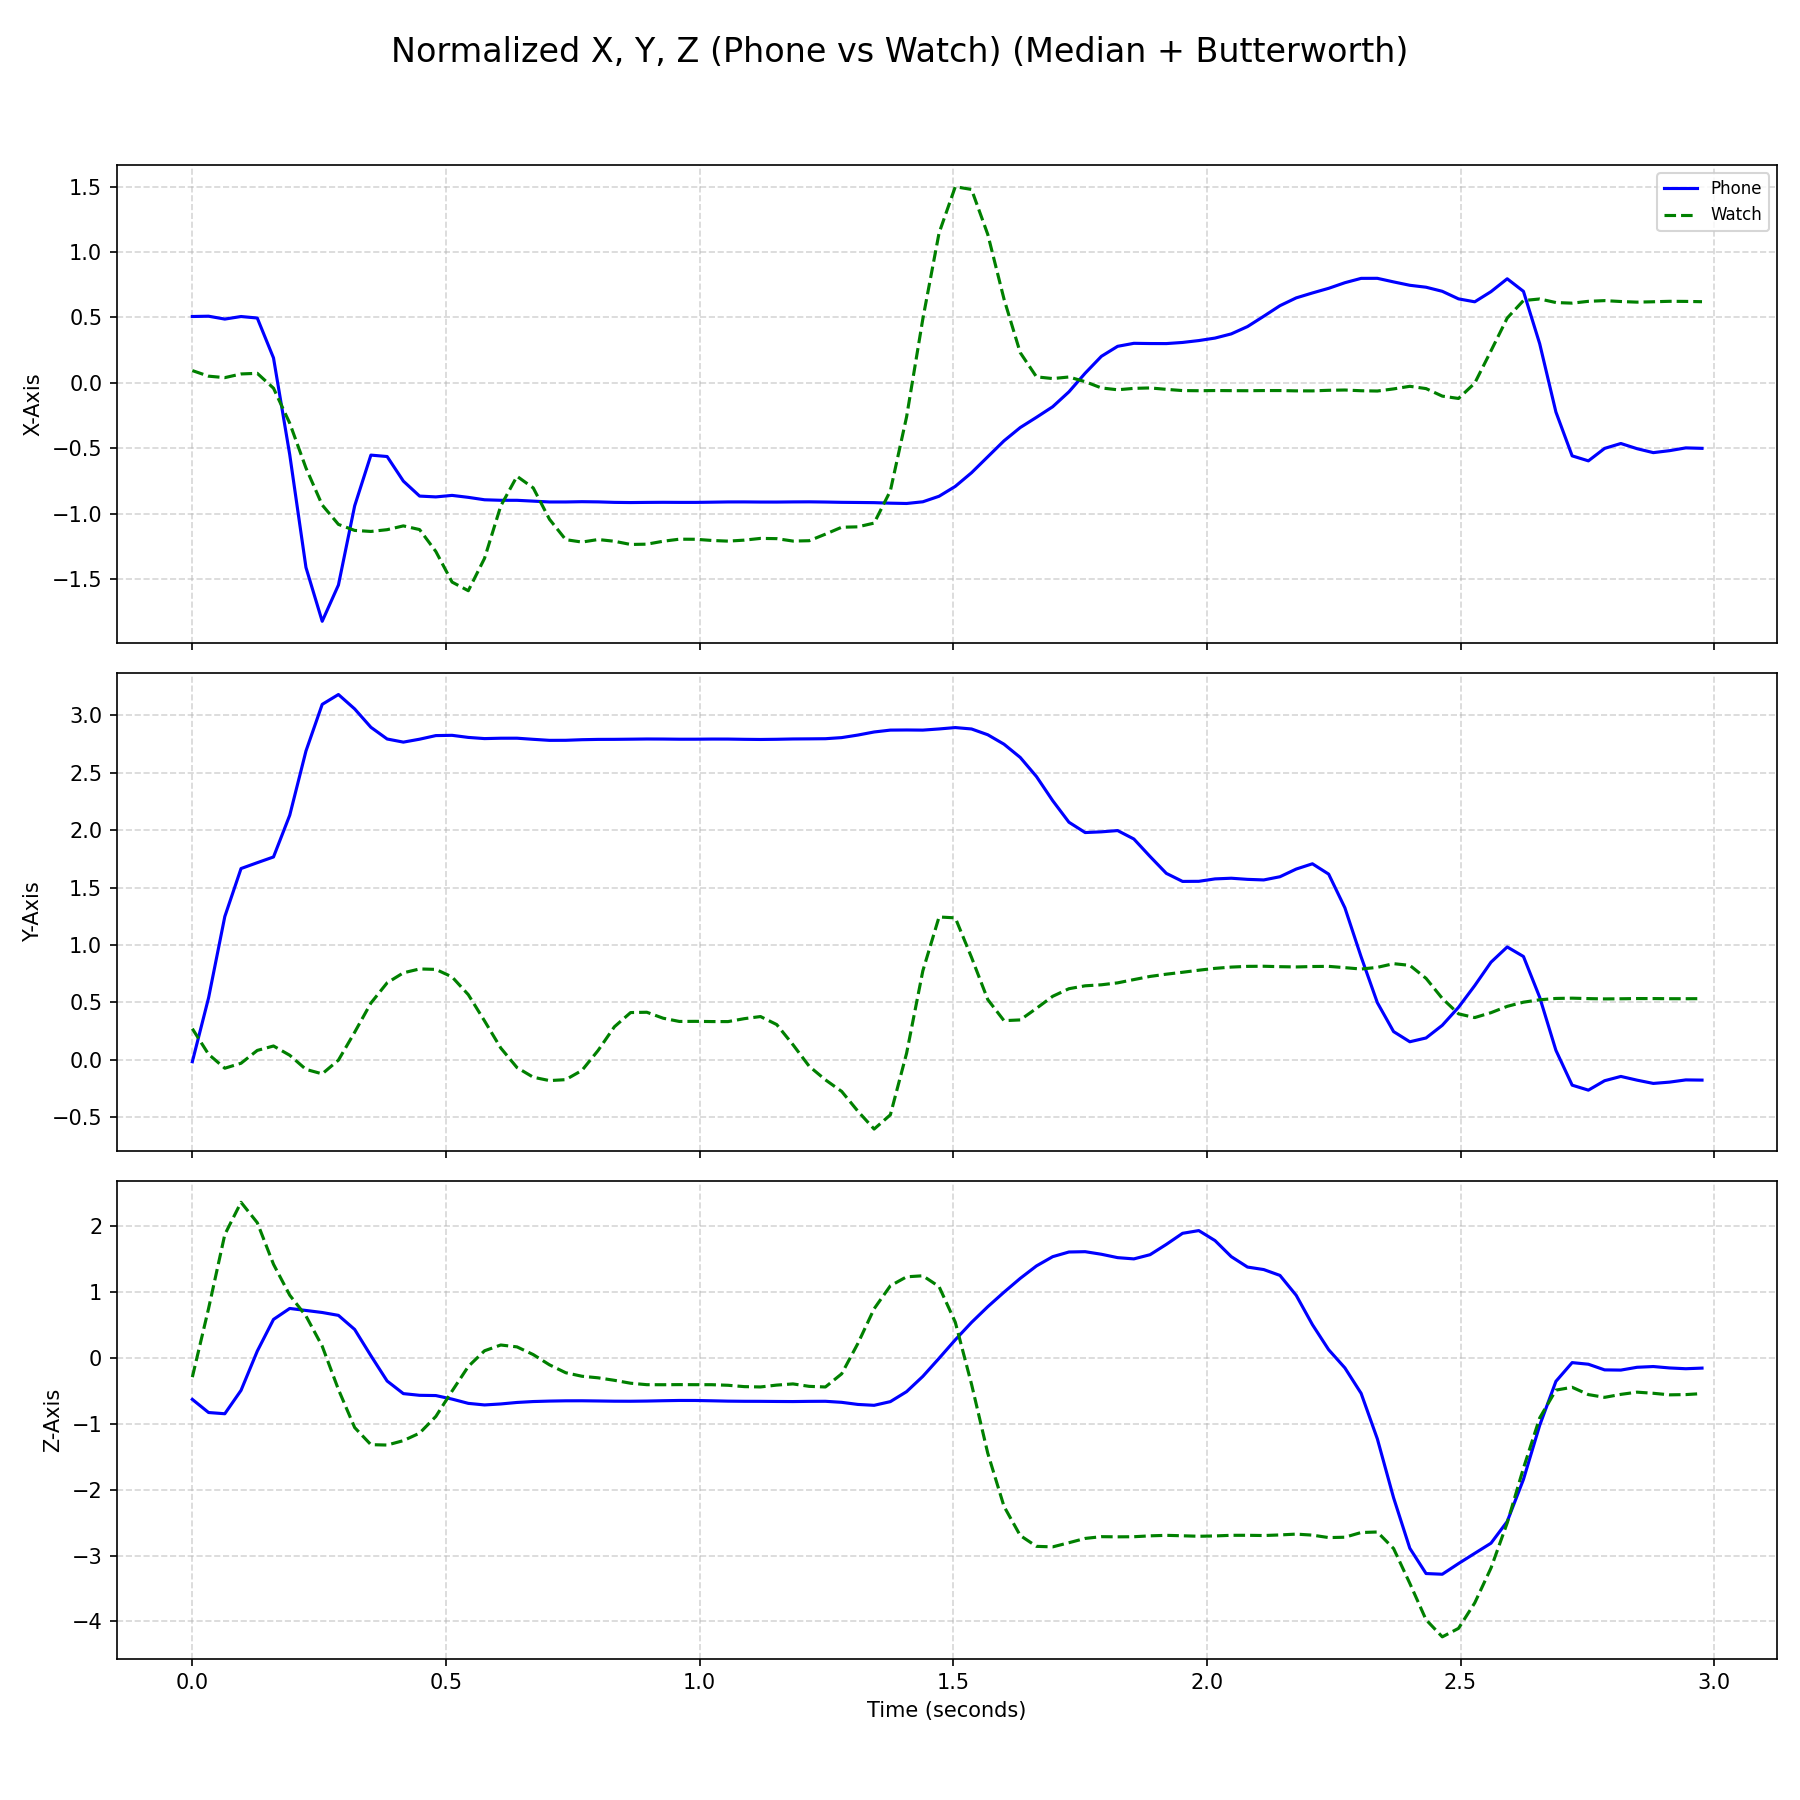 Normalized X, Y, Z (Phone vs Watch) (Median + Butterworth)
Phone
Watch
1.5
1.0
0.5
0.0
−0.5
−1.0
−1.5
X-Axis
3.0
2.5
2.0
1.5
1.0
0.5
0.0
−0.5
Y-Axis
2
1
0
−1
−2
−3
−4
Z-Axis
0.0 0.5 1.0 1.5 2.0 2.5 3.0
Time (seconds)